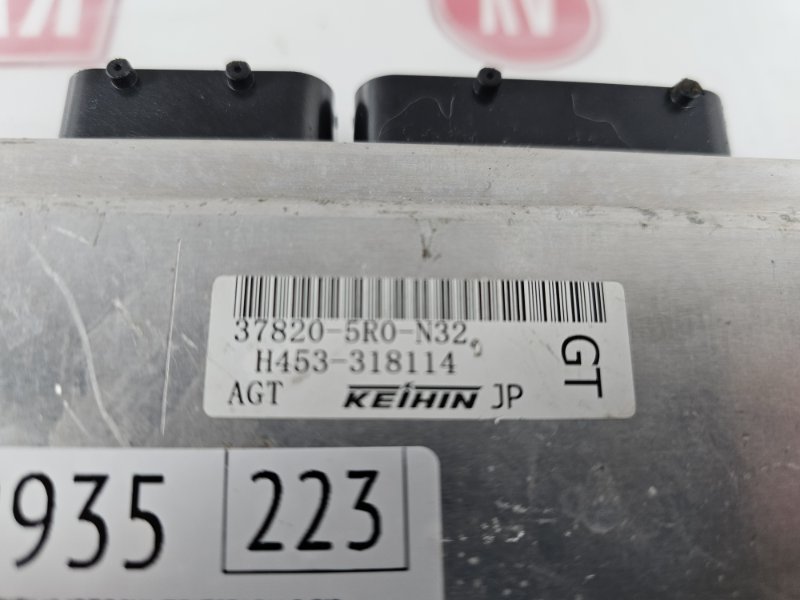 37820-5R0-N32
H453-318114
AGT KEIHIN JP
GT
935 223